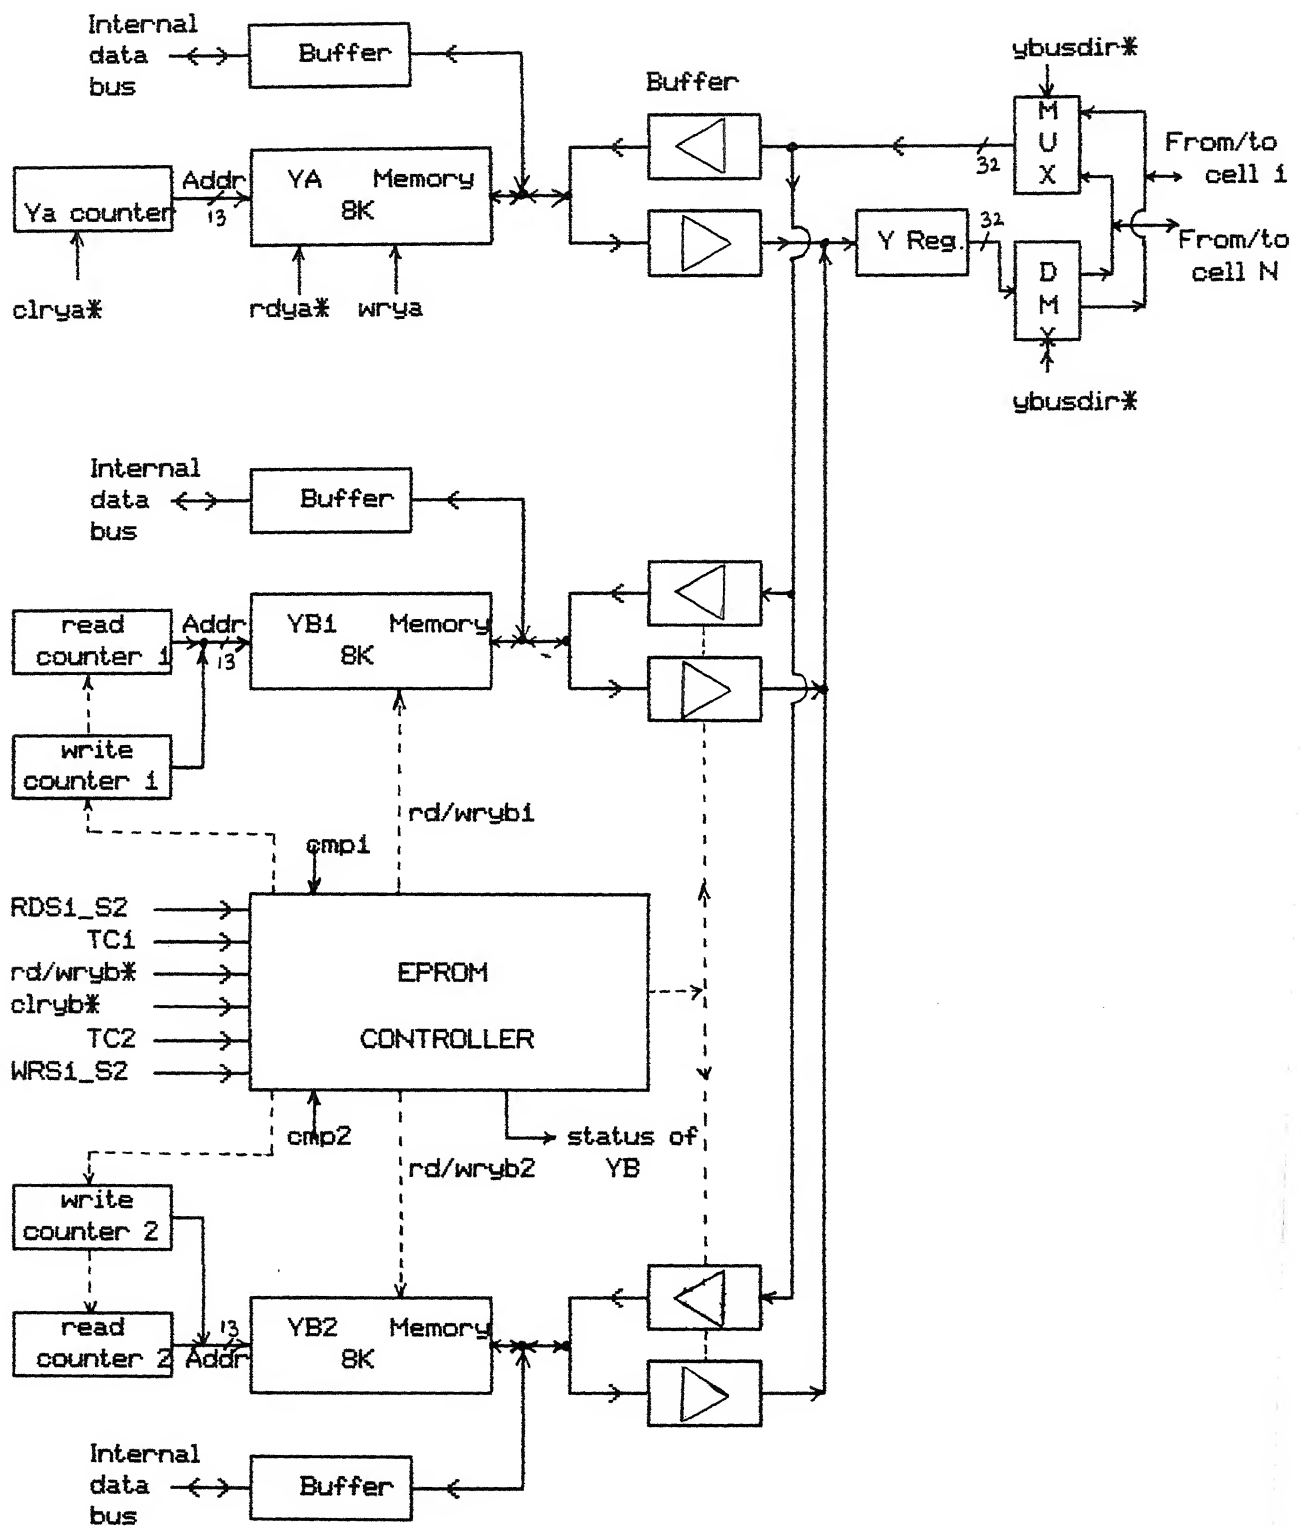 Internal
data
bus
Buffer
Buffer
ybusdir*
MUX
32
From/to
cell 1
Ya counter
Addr
13
YA Memory
8K
Y Reg.
32
From/to
cell N
DMY
clrya*
rdya*
wrya
ybusdir*
Internal
data
bus
Buffer
read
counter 1
Addr
13
YB1 Memory
8K
write
counter 1
rd/wryb1
cmp1
RDS1_S2
TC1
rd/wryb*
clryb*
TC2
WRS1_S2
EPROM
CONTROLLER
cmp2
status of
YB
rd/wryb2
write
counter 2
read
counter 2
13
Addr
YB2 Memory
8K
Internal
data
bus
Buffer